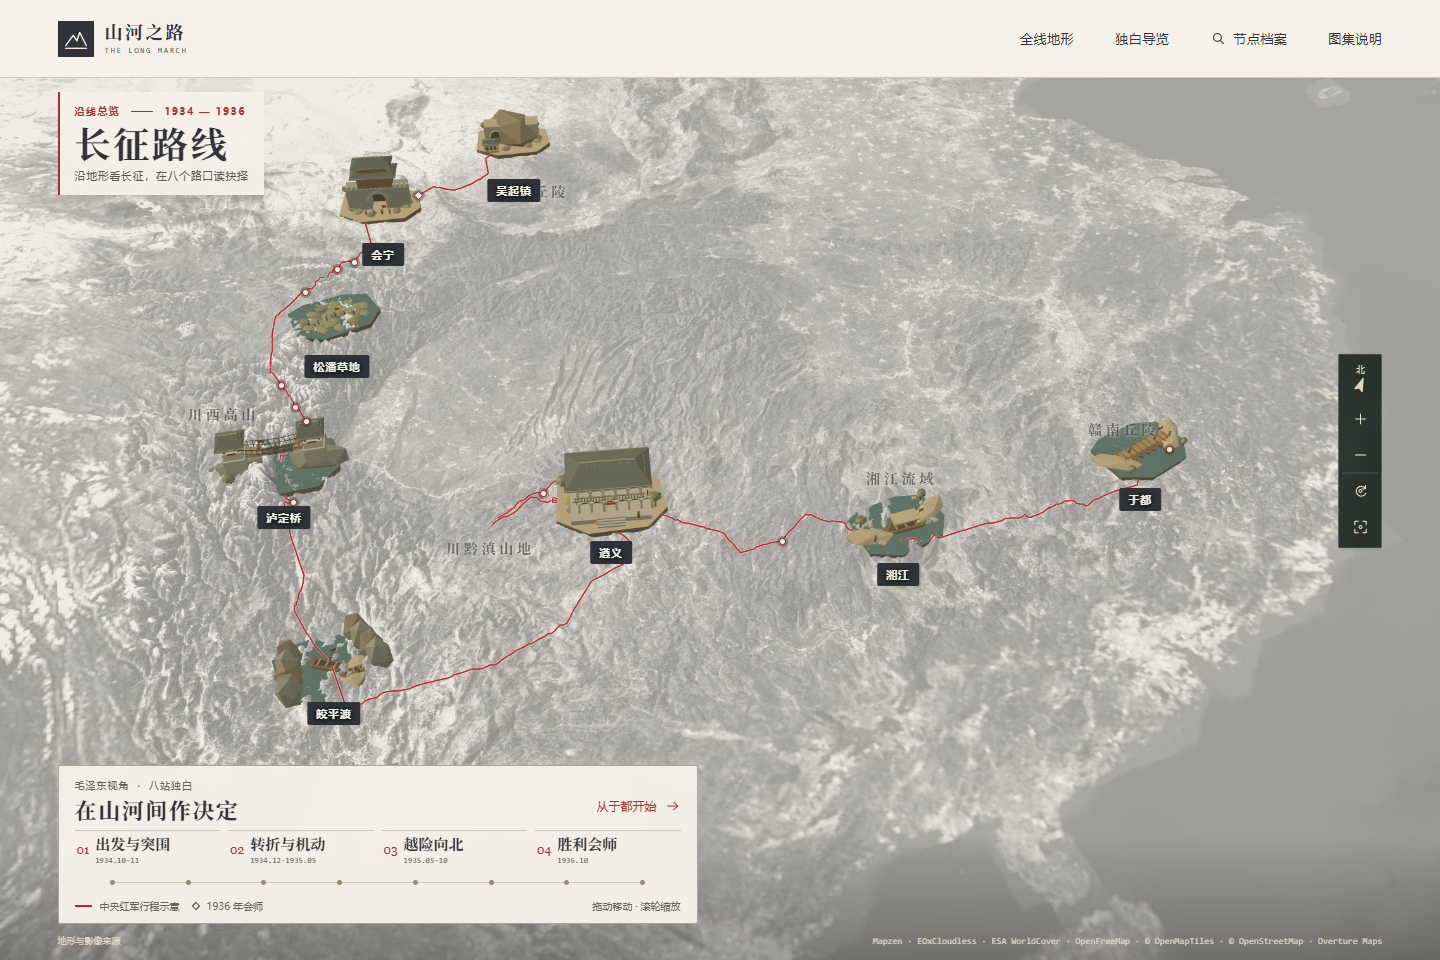 山河之路
THE LONG MARCH
全线地形
独白导览
节点档案
图集说明
沿线总览 —— 1934 — 1936
长征路线
沿地形看长征，在八个路口读抉择
吴起镇
丘陵
会宁
松潘草地
北
川西高山
赣南丘陵
湘江流域
于都
泸定桥
川黔滇山地
遵义
湘江
皎平渡
毛泽东视角 · 八站独白
在山河间作决定
从于都开始 →
01 出发与突围
1934.10–11
02 转折与机动
1934.12–1935.05
03 越险向北
1935.05–10
04 胜利会师
1936.10
中央红军行程示意
1936 年会师
拖动移动 · 滚轮缩放
地形与影像来源
Mapzen · EOxCloudless · ESA WorldCover · OpenFreeMap · © OpenMapTiles · © OpenStreetMap · Overture Maps